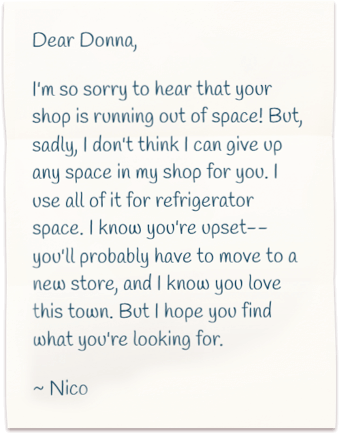 Dear Donna,
I'm so sorry to hear that your
shop is running out of space! But,
sadly, I don't think I can give up
any space in my shop for you. I
use all of it for refrigerator
space. I know you're upset--
you'll probably have to move to a
new store, and I know you love
this town. But I hope you find
what you're looking for.
~ Nico